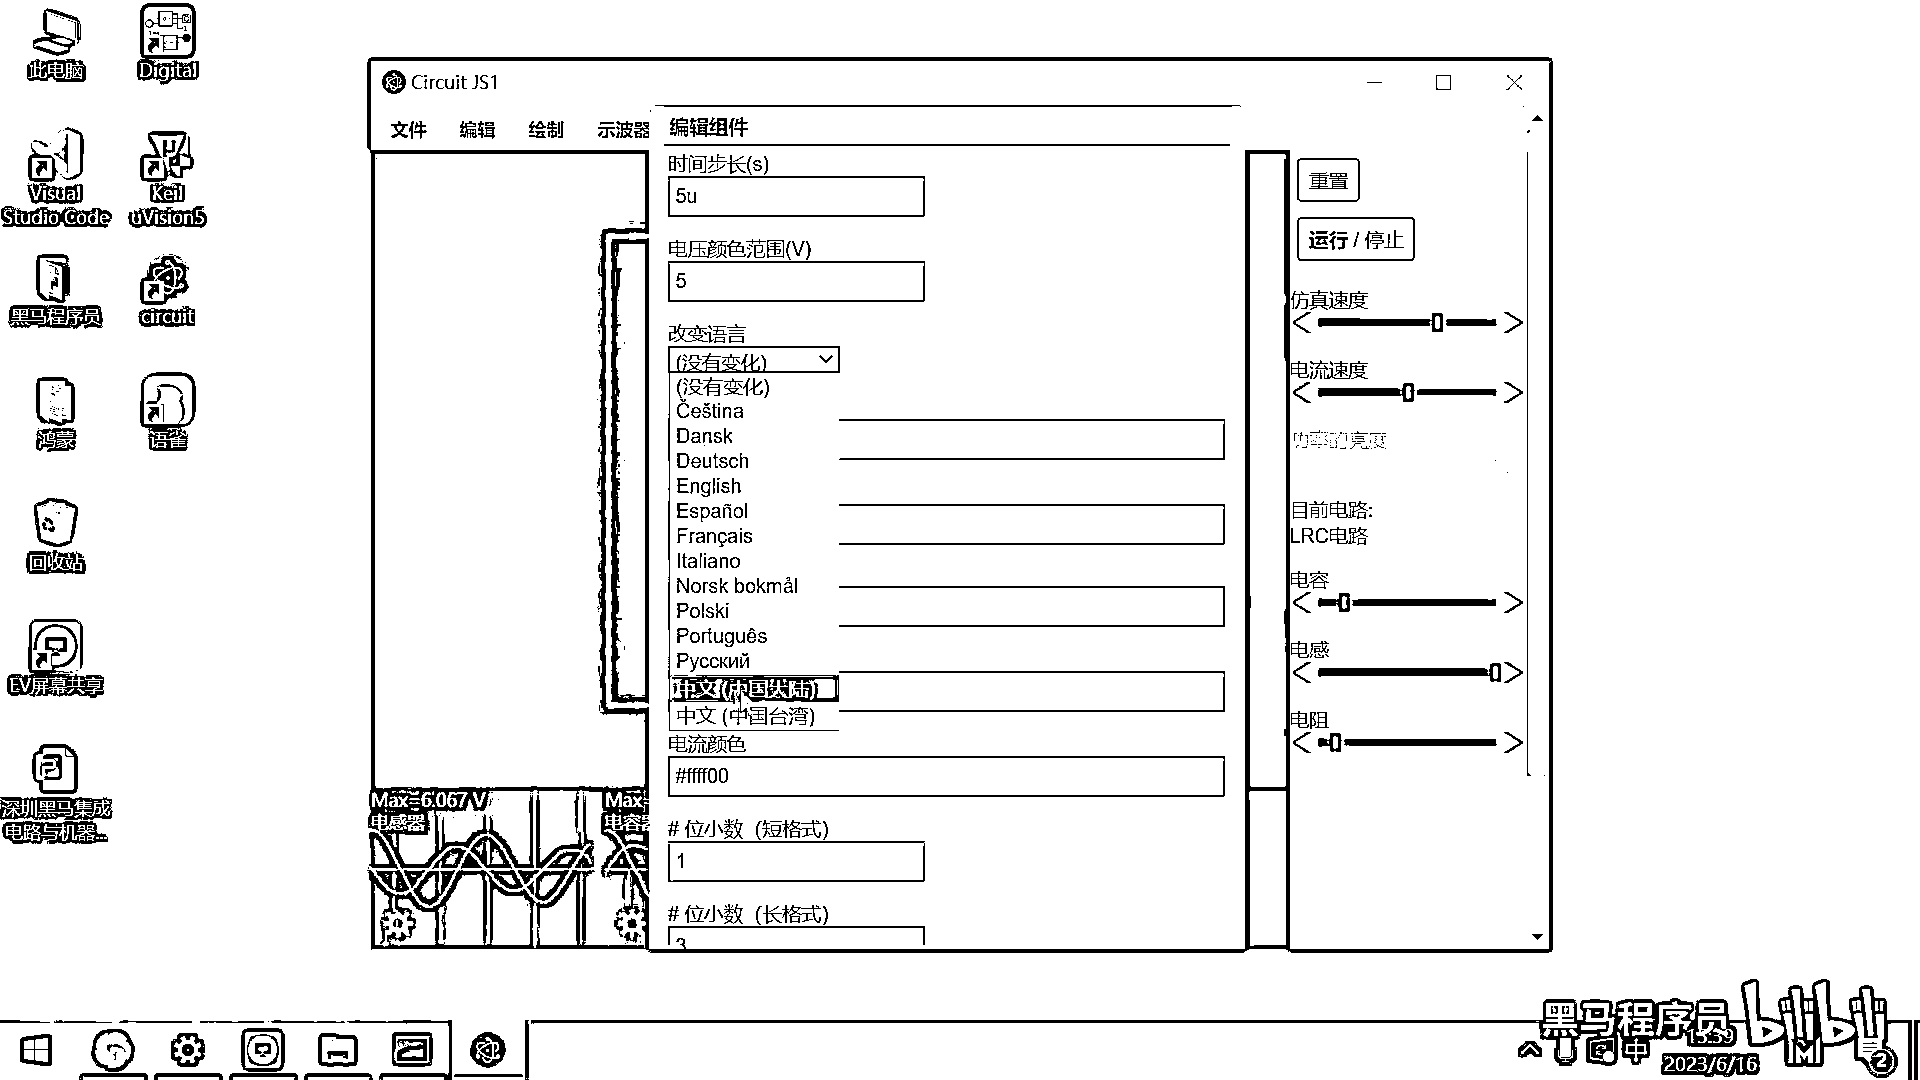 此电脑
Digital
Visual
Studio Code
Keil
uVision5
黑马程序员
circuit
鸿蒙
语雀
回收站
EV屏幕共享
深圳黑马集成
电路与机器...
Circuit JS1
文件
编辑
绘制
示波器
编辑组件
时间步长(s)
5u
电压颜色范围(V)
5
改变语言
(没有变化)
(没有变化)
Čeština
Dansk
Deutsch
English
Español
Français
Italiano
Norsk bokmål
Polski
Português
Русский
中文 (中国大陆)
中文 (中国台湾)
电流颜色
#ffff00
# 位小数 (短格式)
1
# 位小数 (长格式)
3
重置
运行 / 停止
仿真速度
电流速度
功率的亮度
目前电路:
LRC电路
电容
电感
电阻
Max=6.067 V
电感器
Max=
电容器
黑马程序员
bilibili
中
15:39
2023/6/16
2